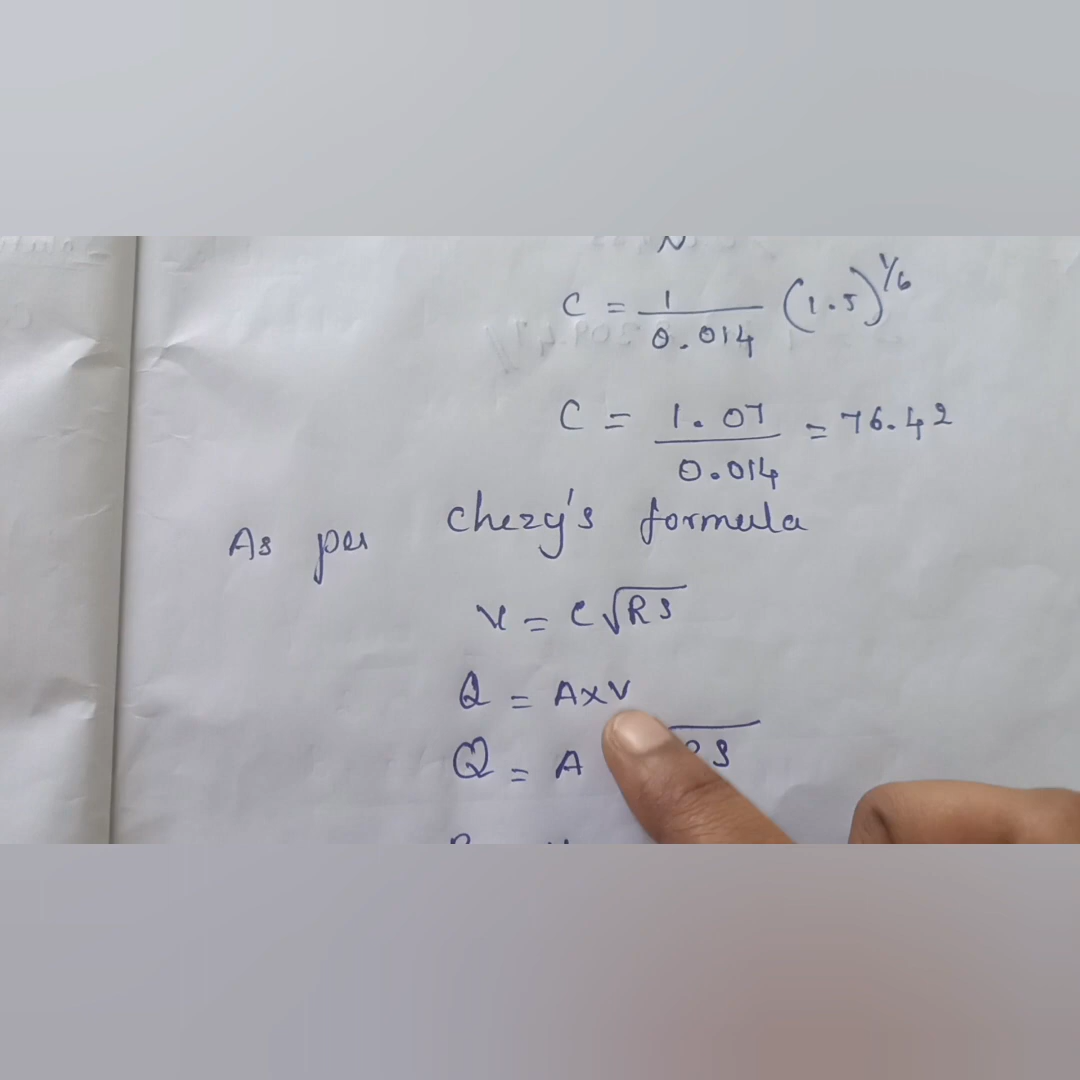 N
C = 1/0.014 (1.5)^1/6
C = 1.07/0.014 = 76.42
As per chezy's formula
V = C√RS
Q = A×V
Q = A S